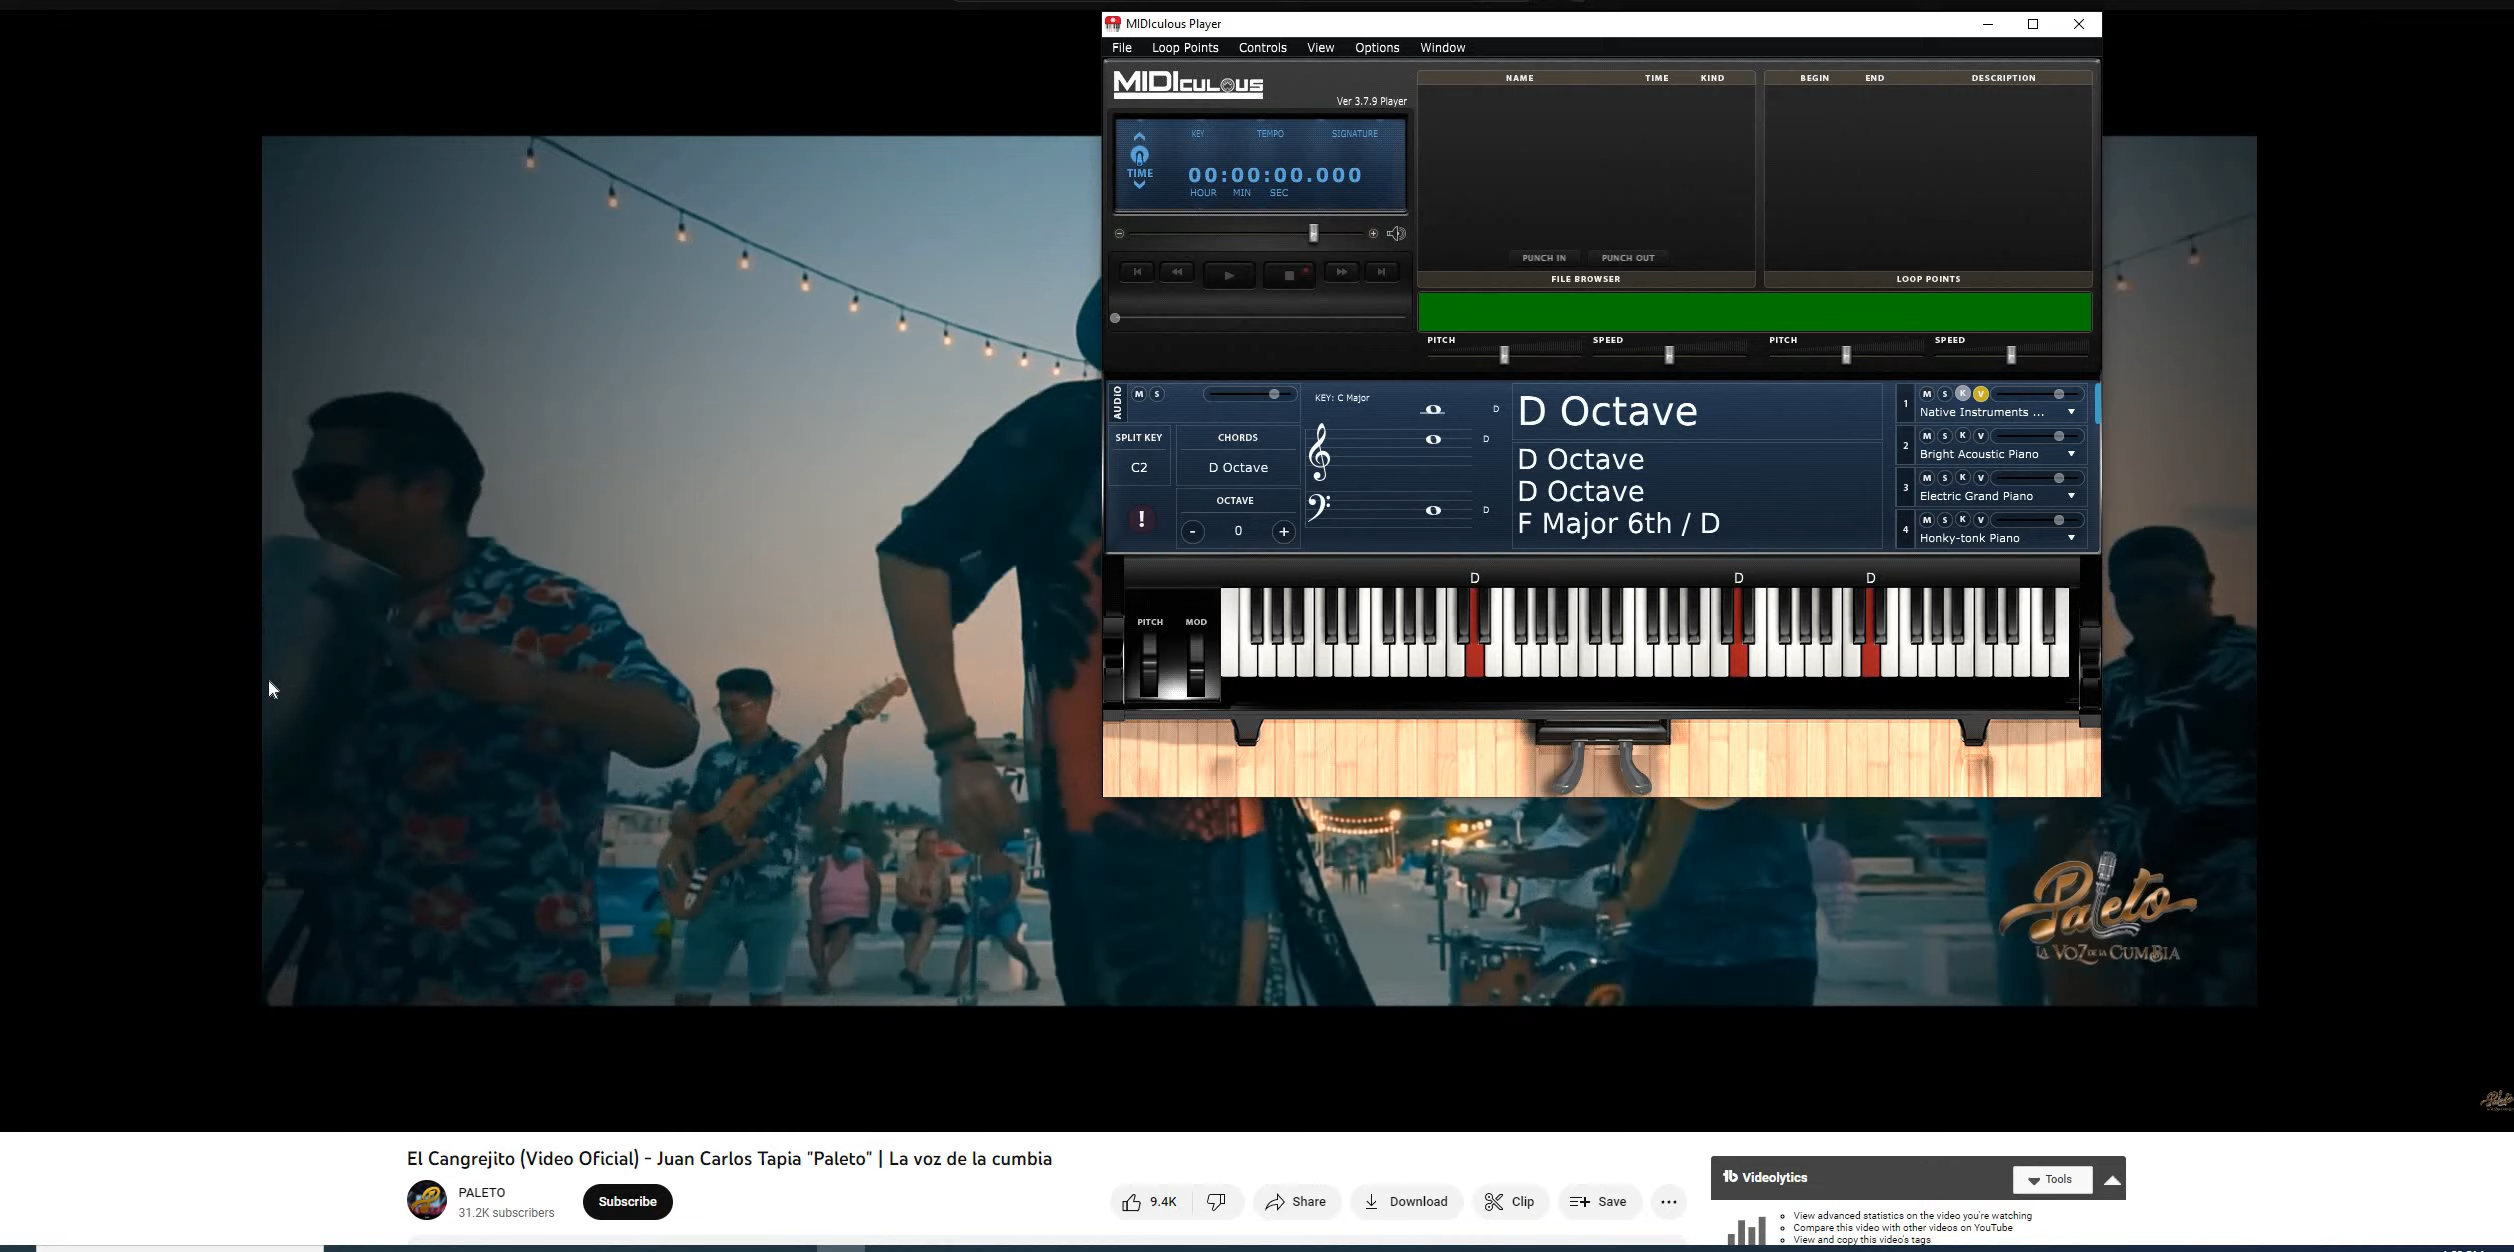 MIDIculous Player
File Loop Points Controls View Options Window
MIDIculous
Ver 3.7.9 Player
KEY TEMPO SIGNATURE
TIME
00:00:00.000
HOUR MIN SEC
NAME TIME KIND
BEGIN END DESCRIPTION
PUNCH IN PUNCH OUT
FILE BROWSER
LOOP POINTS
PITCH SPEED PITCH SPEED
AUDIO
M S
SPLIT KEY
C2
!
CHORDS
D Octave
OCTAVE
- 0 +
KEY: C Major
D
D
D
D Octave
D Octave
D Octave
F Major 6th / D
1 M S K V
Native Instruments ...
2 M S K V
Bright Acoustic Piano
3 M S K V
Electric Grand Piano
4 M S K V
Honky-tonk Piano
D D D
PITCH MOD
Paleto
LA VOZ DE LA CUMBIA
El Cangrejito (Video Oficial) - Juan Carlos Tapia "Paleto" | La voz de la cumbia
PALETO
31.2K subscribers
Subscribe
9.4K
Share
Download
Clip
Save
Videolytics
Tools
View advanced statistics on the video you're watching
Compare this video with other videos on YouTube
View and copy this video's tags